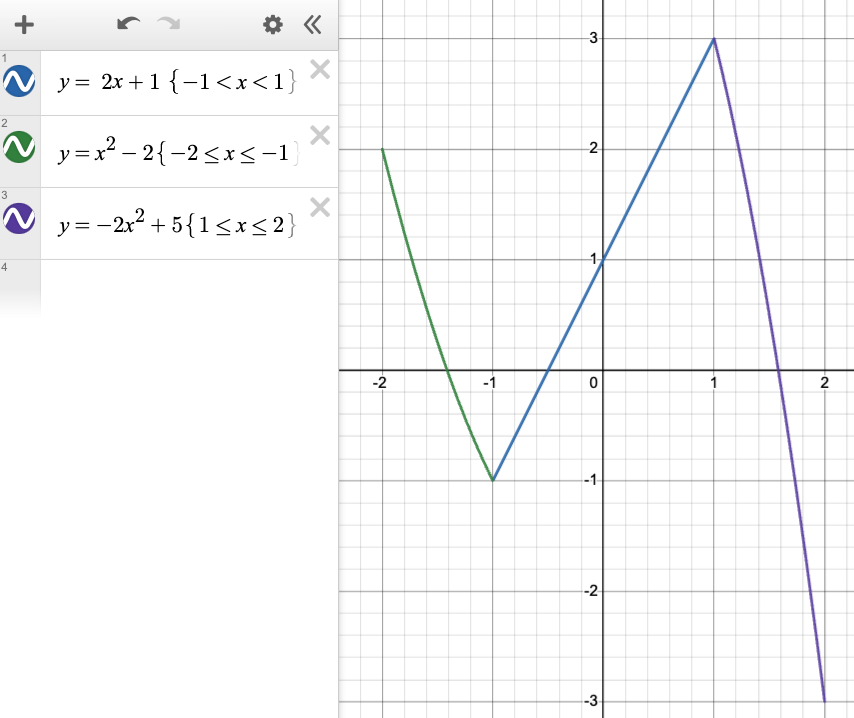 1
y = 2x + 1 {−1 < x < 1}
2
y = x² − 2{−2 ≤ x ≤ −1}
3
y = −2x² + 5{1 ≤ x ≤ 2}
4
3
2
1
-2 -1 0 1 2
-1
-2
-3